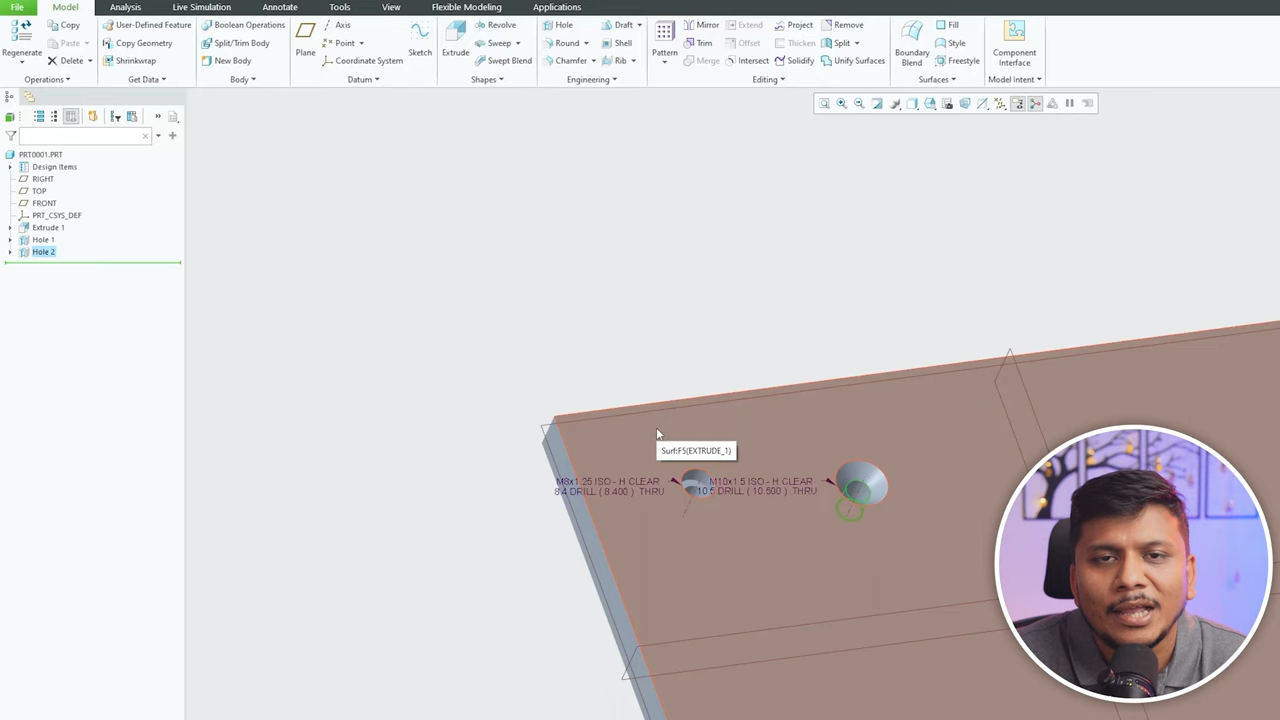 File Model Analysis Live Simulation Annotate Tools View Flexible Modeling Applications
Regenerate Copy Paste Delete Operations
User-Defined Feature Copy Geometry Shrinkwrap Get Data
Boolean Operations Split/Trim Body New Body Body
Plane Axis Point Coordinate System Sketch Datum
Extrude Revolve Sweep Swept Blend Shapes
Hole Round Chamfer Draft Shell Rib Engineering
Pattern Mirror Trim Merge Extend Offset Intersect Project Thicken Solidify Remove Split Unify Surfaces Editing
Boundary Blend Fill Style Freestyle Surfaces
Component Interface Model Intent
PRT0001.PRT
Design Items
RIGHT
TOP
FRONT
PRT_CSYS_DEF
Extrude 1
Hole 1
Hole 2
Surf:F5(EXTRUDE_1)
M8x1.25 ISO - H CLEAR
8.4 DRILL ( 8.400 ) THRU
M10x1.5 ISO - H CLEAR
10.5 DRILL ( 10.500 ) THRU